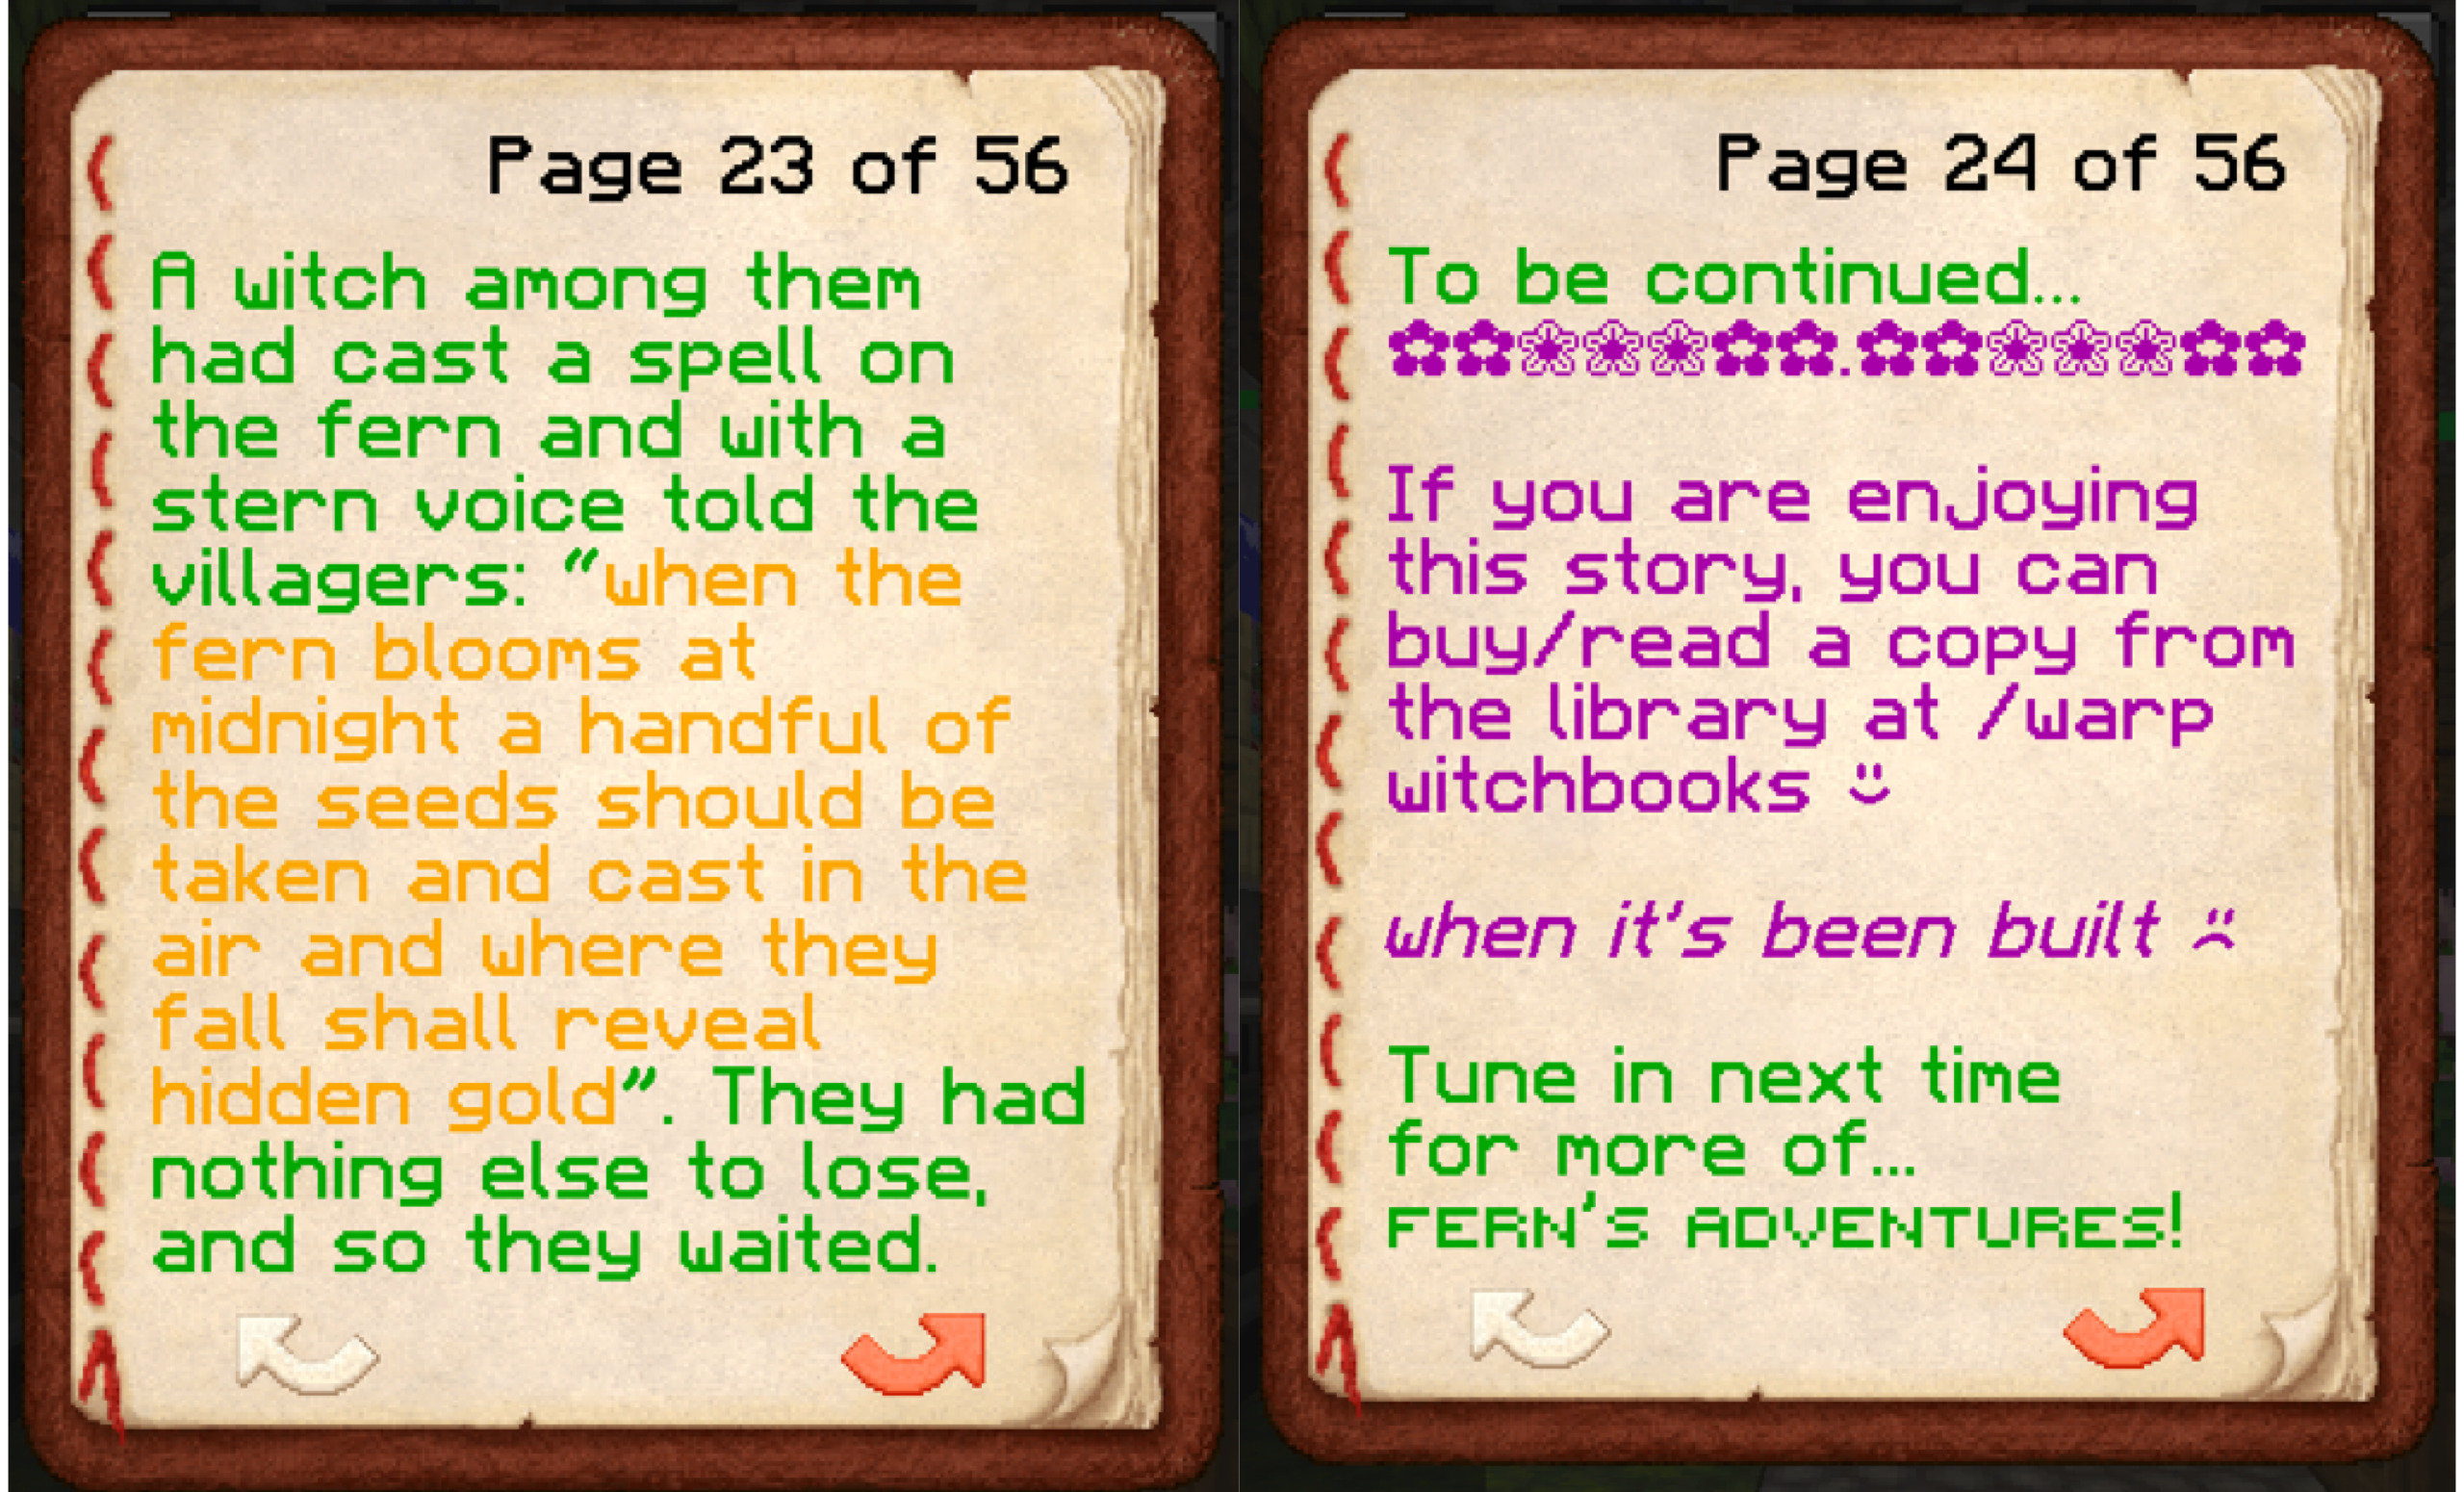 Page 23 of 56
A witch among them
had cast a spell on
the fern and with a
stern voice told the
villagers: "when the
fern blooms at
midnight a handful of
the seeds should be
taken and cast in the
air and where they
fall shall reveal
hidden gold". They had
nothing else to lose,
and so they waited.
Page 24 of 56
To be continued...
✿✿❀❀❀✿✿.✿✿❀❀❀✿✿
If you are enjoying
this story, you can
buy/read a copy from
the library at /warp
witchbooks ☺
when it's been built ☹
Tune in next time
for more of...
FERN'S ADVENTURES!